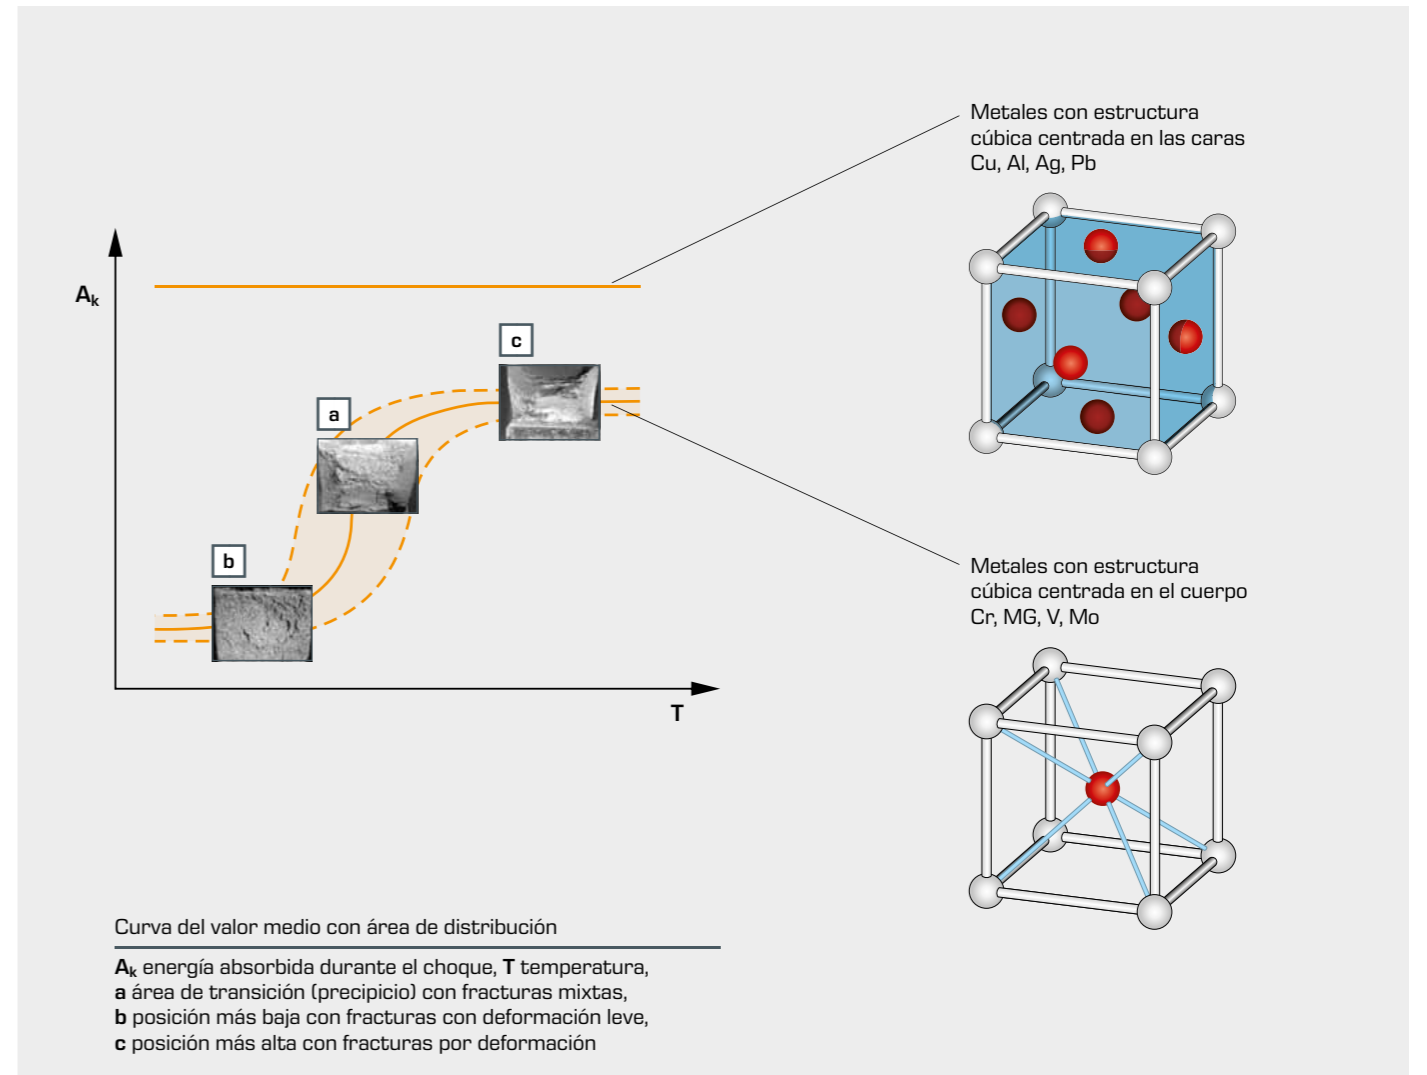 Metales con estructura
cúbica centrada en las caras
Cu, Al, Ag, Pb
Ak
c
a
b
T
Metales con estructura
cúbica centrada en el cuerpo
Cr, MG, V, Mo
Curva del valor medio con área de distribución
Ak energía absorbida durante el choque, T temperatura,
a área de transición (precipicio) con fracturas mixtas,
b posición más baja con fracturas con deformación leve,
c posición más alta con fracturas por deformación